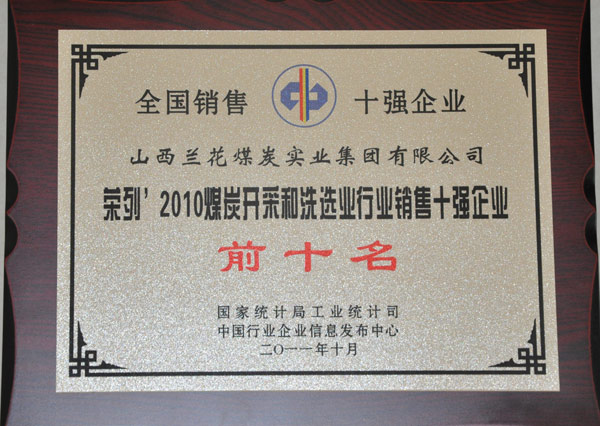 全国销售 十强企业
山西兰花煤炭实业集团有限公司
荣列’2010煤炭开采和洗选业行业销售十强企业
前十名
国家统计局工业统计司
中国行业企业信息发布中心
二〇一一年十月